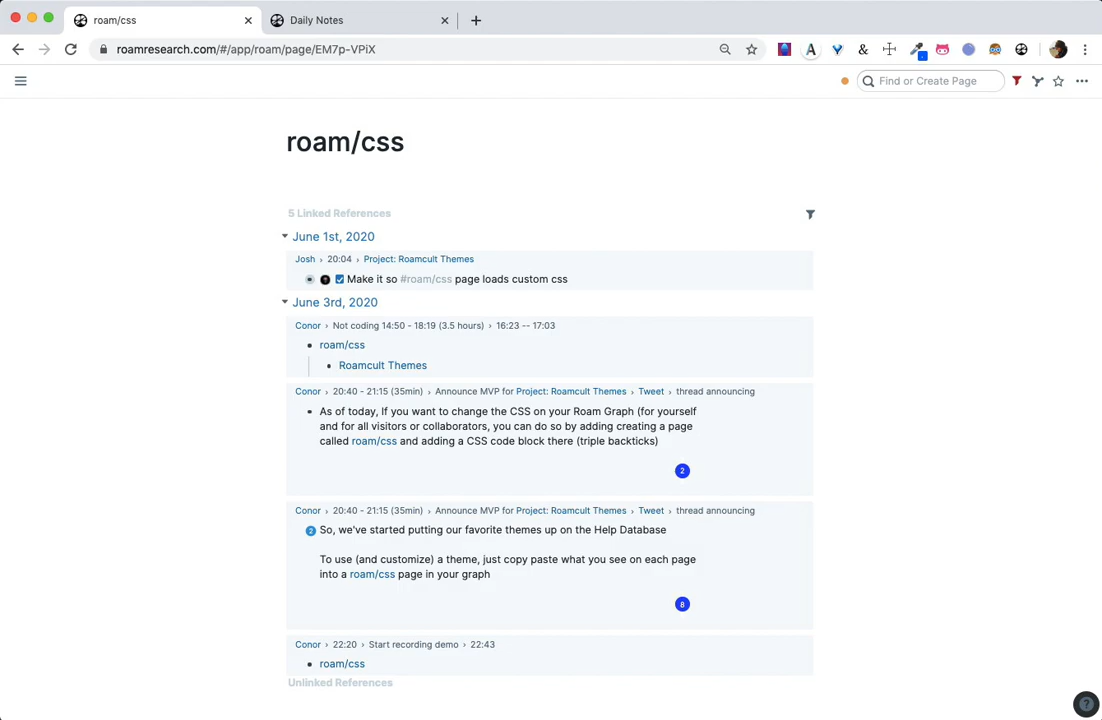 roam/css
Daily Notes
roamresearch.com/#/app/roam/page/EM7p-VPiX
Find or Create Page
roam/css
5 Linked References
June 1st, 2020
Josh › 20:04 › Project: Roamcult Themes
Make it so #roam/css page loads custom css
June 3rd, 2020
Conor › Not coding 14:50 - 18:19 (3.5 hours) › 16:23 -- 17:03
roam/css
Roamcult Themes
Conor › 20:40 - 21:15 (35min) › Announce MVP for Project: Roamcult Themes › Tweet › thread announcing
As of today, If you want to change the CSS on your Roam Graph (for yourself
and for all visitors or collaborators, you can do so by adding creating a page
called roam/css and adding a CSS code block there (triple backticks)
2
Conor › 20:40 - 21:15 (35min) › Announce MVP for Project: Roamcult Themes › Tweet › thread announcing
2 So, we've started putting our favorite themes up on the Help Database
To use (and customize) a theme, just copy paste what you see on each page
into a roam/css page in your graph
8
Conor › 22:20 › Start recording demo › 22:43
roam/css
Unlinked References